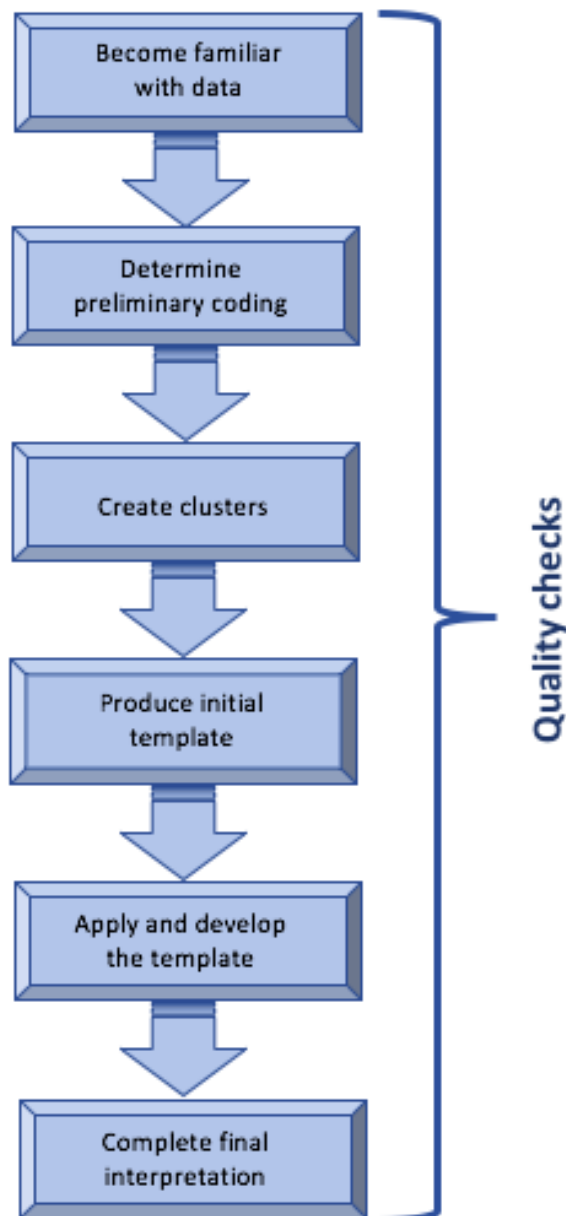 Become familiar
with data
Determine
preliminary coding
Create clusters
Produce initial
template
Apply and develop
the template
Complete final
interpretation
Quality checks